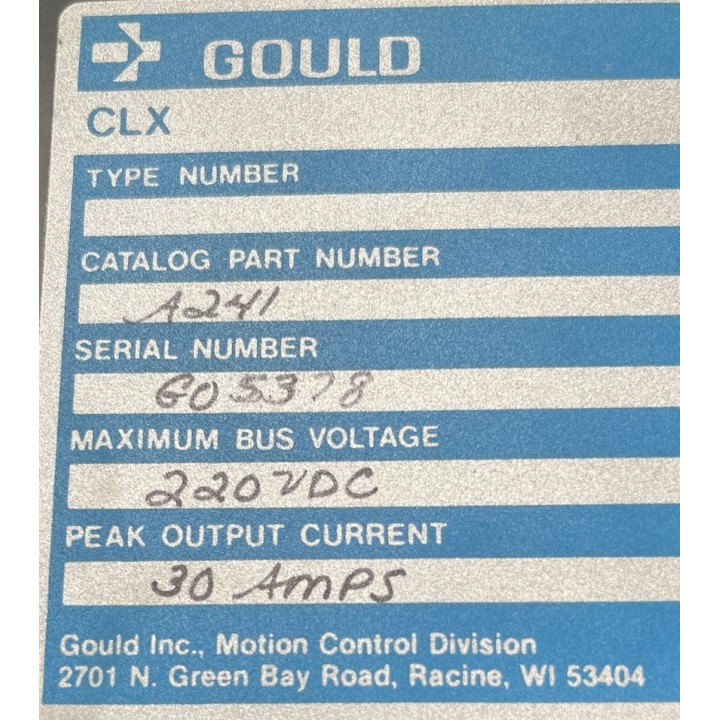 GOULD
CLX
TYPE NUMBER
CATALOG PART NUMBER
A241
SERIAL NUMBER
G05378
MAXIMUM BUS VOLTAGE
220VDC
PEAK OUTPUT CURRENT
30 AMPS
Gould Inc., Motion Control Division
2701 N. Green Bay Road, Racine, WI 53404